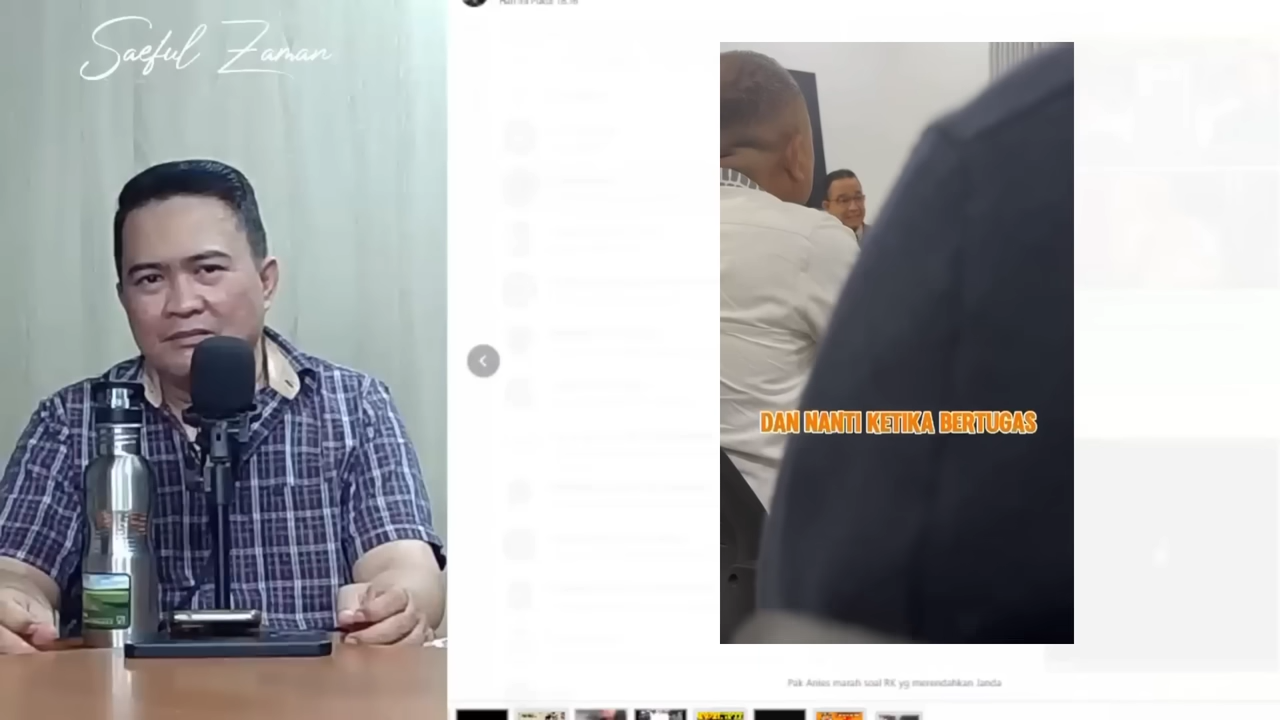 Saeful Zaman
DAN NANTI KETIKA BERTUGAS
Pak Anies marah soal RK yg merendahkan Janda